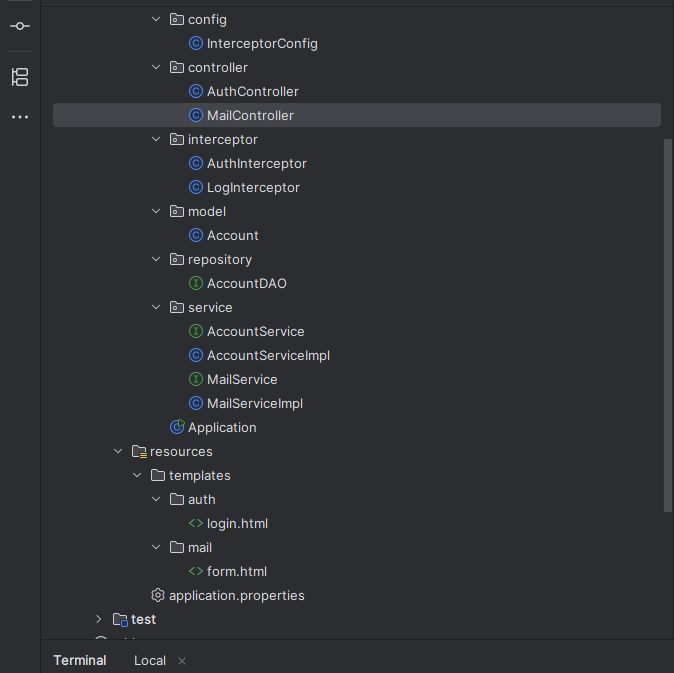 config
InterceptorConfig
controller
AuthController
MailController
interceptor
AuthInterceptor
LogInterceptor
model
Account
repository
AccountDAO
service
AccountService
AccountServiceImpl
MailService
MailServiceImpl
Application
resources
templates
auth
login.html
mail
form.html
application.properties
test
Terminal Local